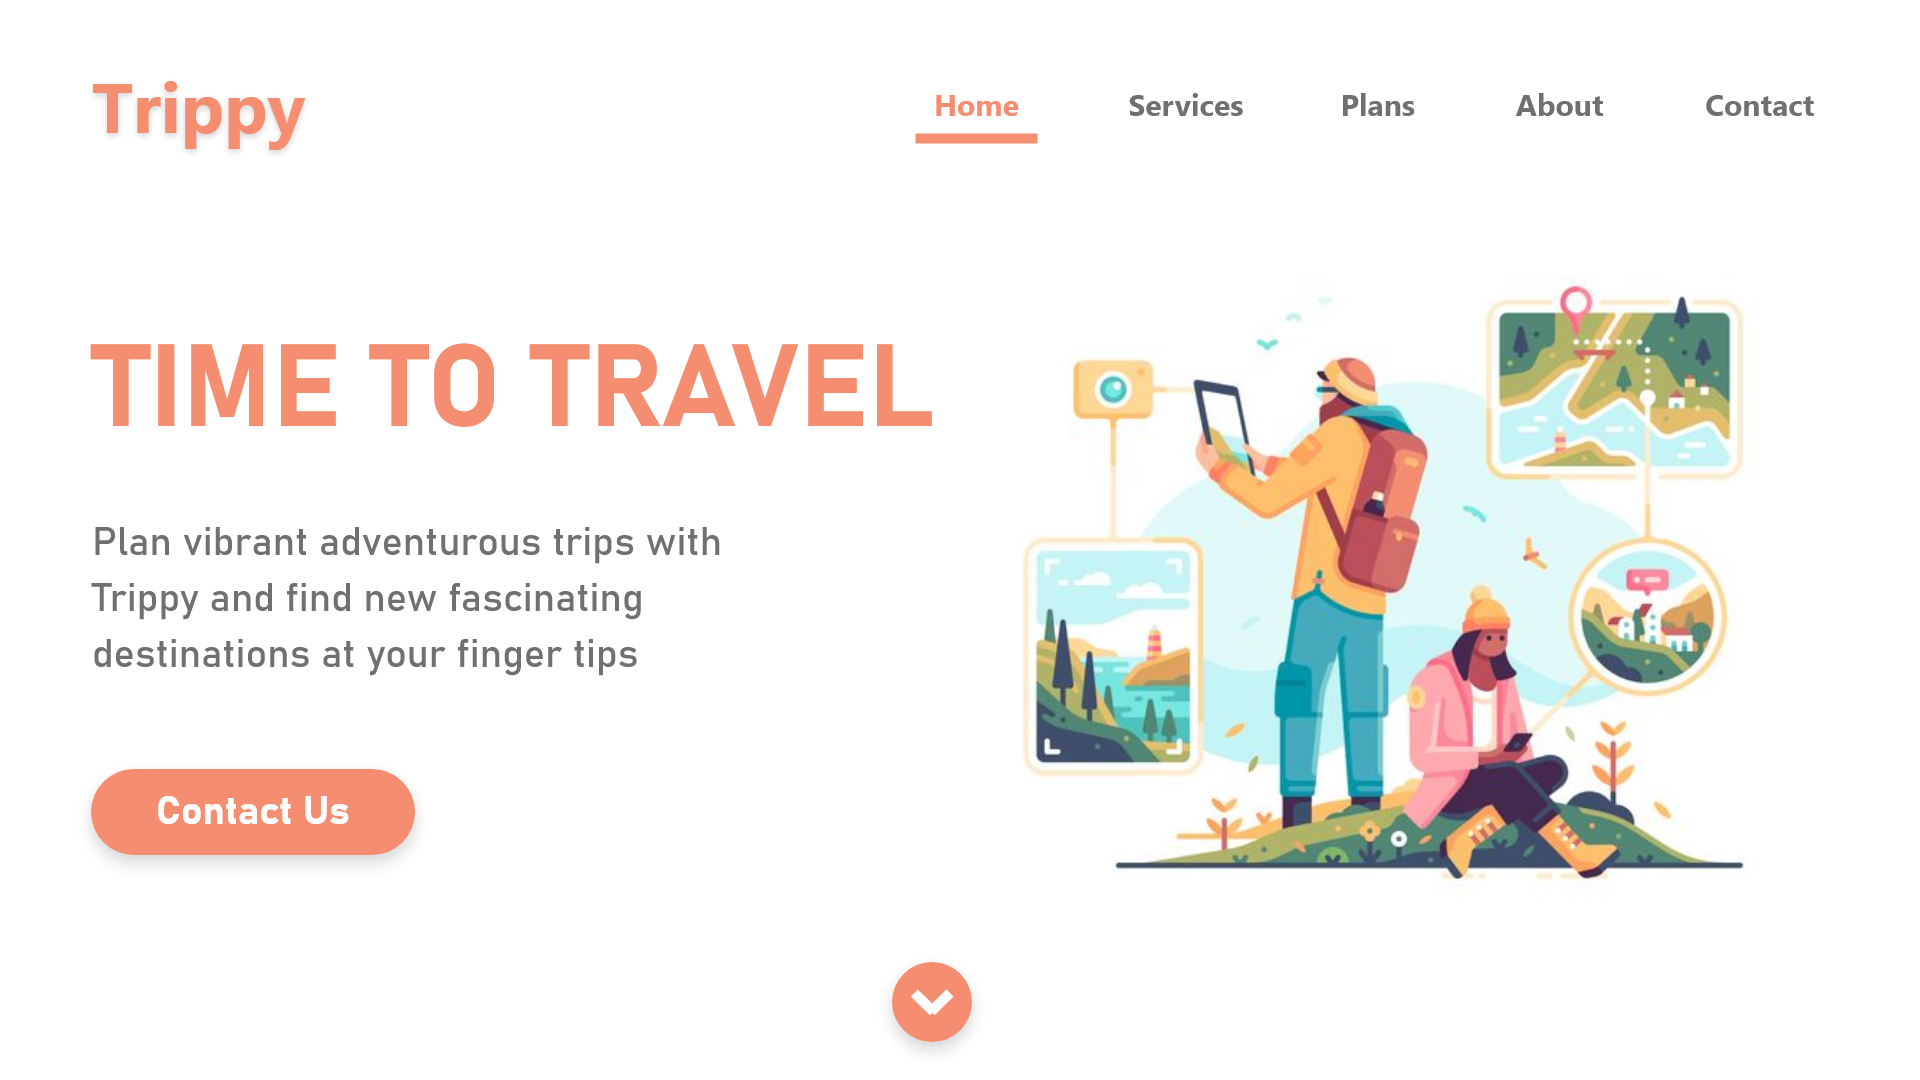 Trippy
Home Services Plans About Contact
TIME TO TRAVEL
Plan vibrant adventurous trips with
Trippy and find new fascinating
destinations at your finger tips
Contact Us